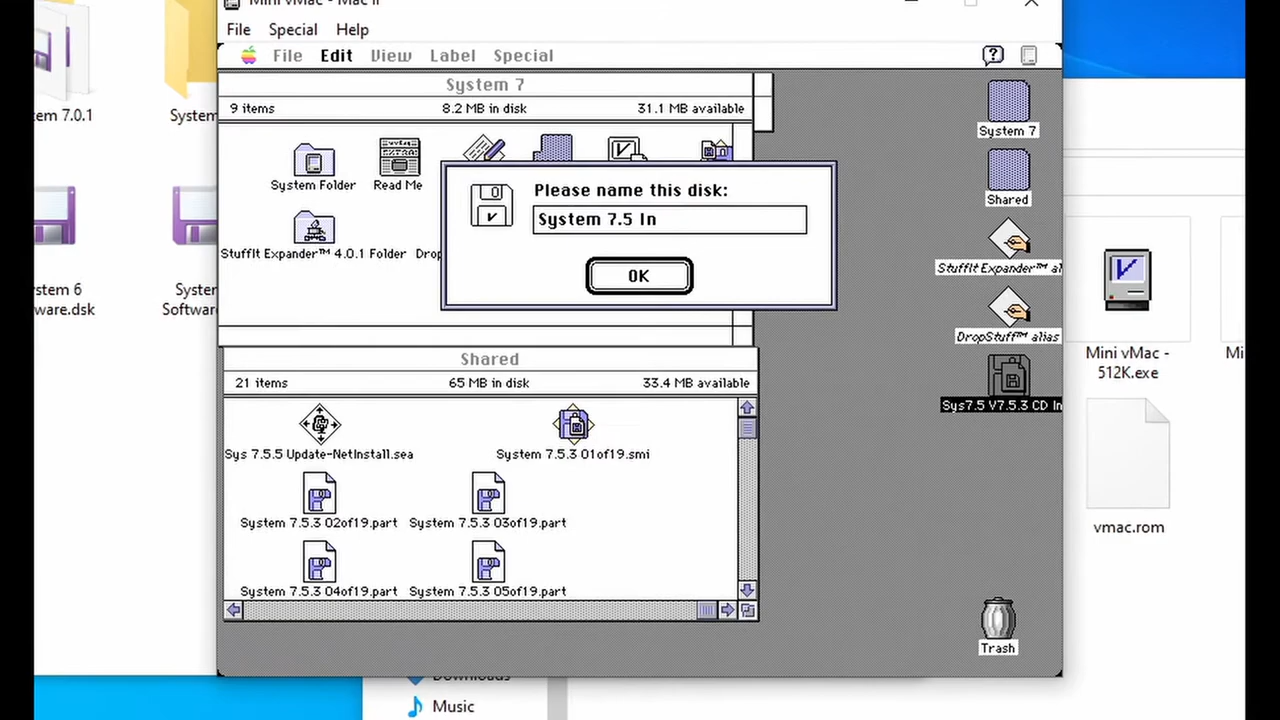 Mini vMac - Mac II
File Special Help
File Edit View Label Special
System 7
9 items 8.2 MB in disk 31.1 MB available
System Folder
Read Me
StuffIt Expander™ 4.0.1 Folder
Please name this disk:
System 7.5 In
OK
System 7
Shared
StuffIt Expander™ al
DropStuff™ alias
Sys7.5 V7.5.3 CD In
Trash
Shared
21 items 65 MB in disk 33.4 MB available
Sys 7.5.5 Update-NetInstall.sea
System 7.5.3 01of19.smi
System 7.5.3 02of19.part
System 7.5.3 03of19.part
System 7.5.3 04of19.part
System 7.5.3 05of19.part
em 7.0.1
System
stem 6
ware.dsk
System
Softwar
Mini vMac -
512K.exe
Mi
vmac.rom
Downloads
Music